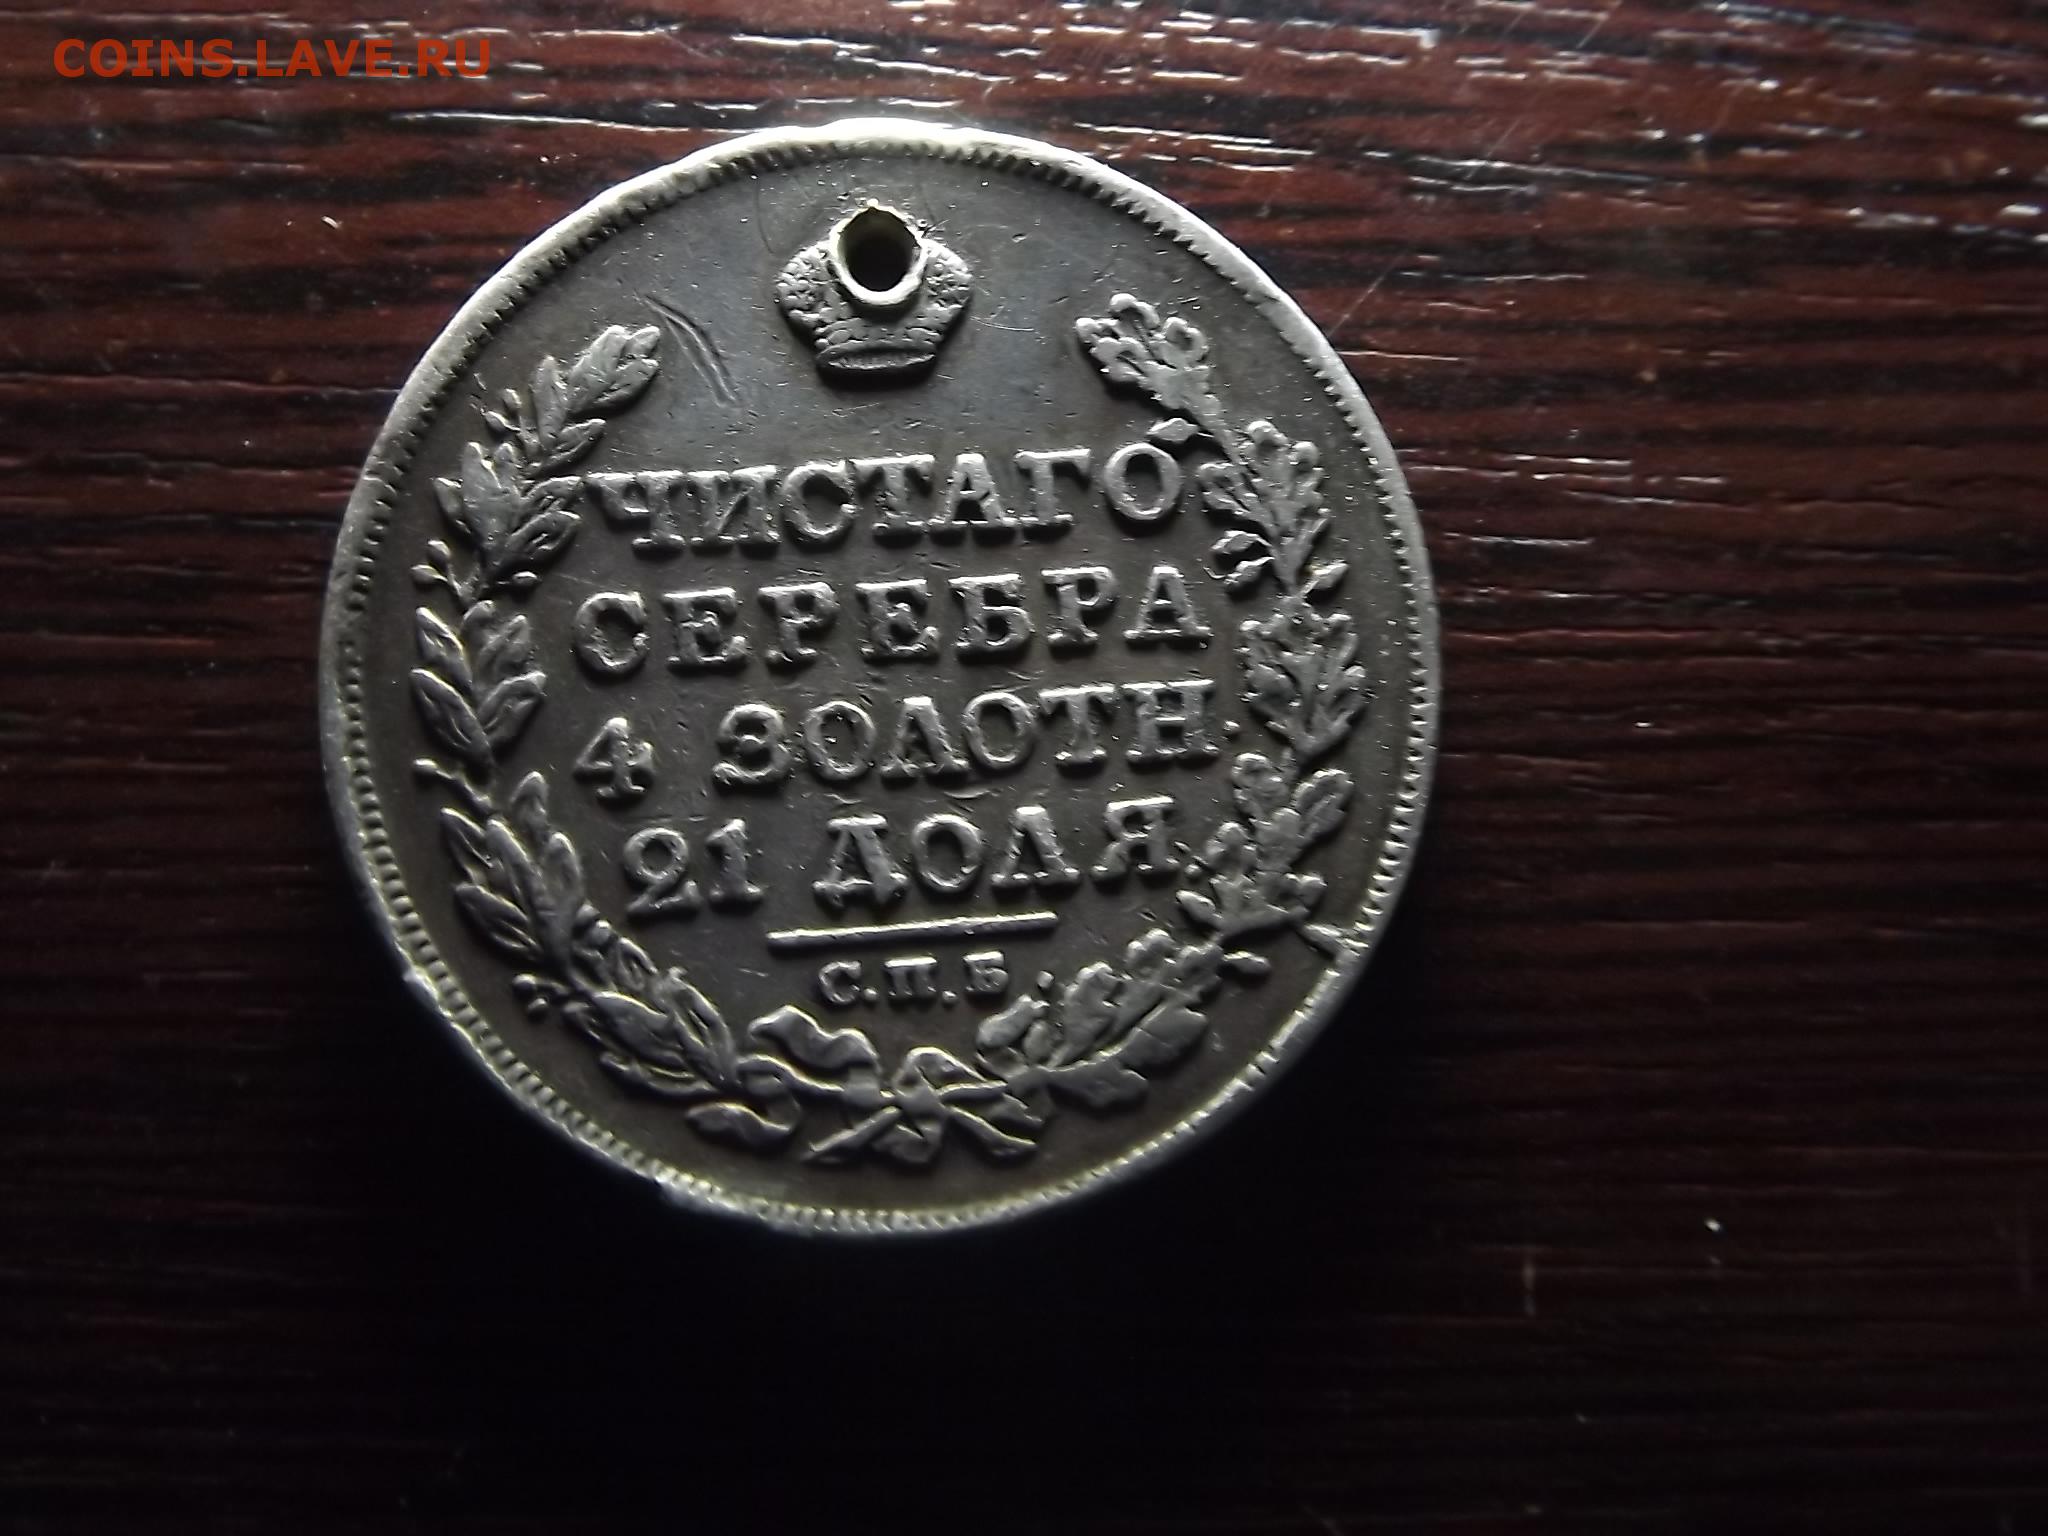 COINS.LAVE.RU
ЧИСТАГО
СЕРЕБРА
4 ЗОЛОТН.
21 ДОЛЯ.
С.П.Б